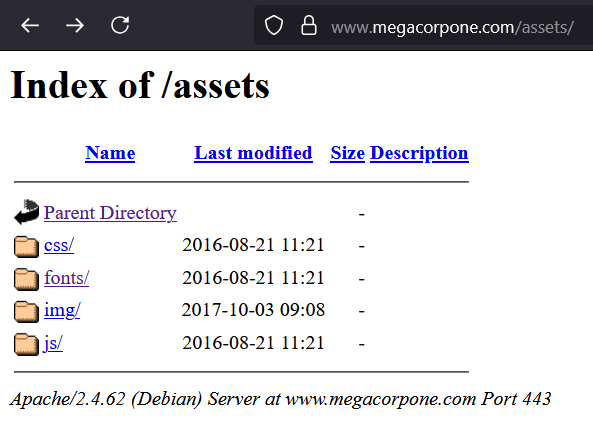 www.megacorpone.com/assets/
Index of /assets
Name Last modified Size Description
Parent Directory -
css/ 2016-08-21 11:21 -
fonts/ 2016-08-21 11:21 -
img/ 2017-10-03 09:08 -
js/ 2016-08-21 11:21 -
Apache/2.4.62 (Debian) Server at www.megacorpone.com Port 443